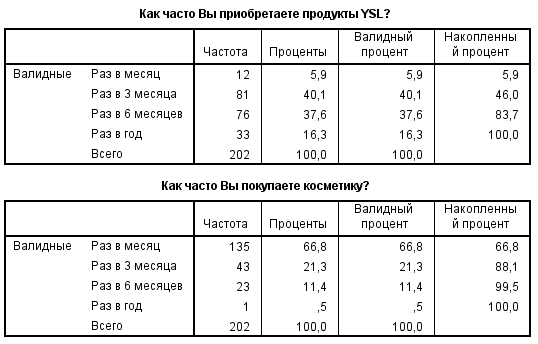 Как часто Вы приобретаете продукты YSL?
Частота Проценты Валидный процент Накопленны й процент
Валидные Раз в месяц 12 5,9 5,9 5,9
Раз в 3 месяца 81 40,1 40,1 46,0
Раз в 6 месяцев 76 37,6 37,6 83,7
Раз в год 33 16,3 16,3 100,0
Всего 202 100,0 100,0
Как часто Вы покупаете косметику?
Частота Проценты Валидный процент Накопленны й процент
Валидные Раз в месяц 135 66,8 66,8 66,8
Раз в 3 месяца 43 21,3 21,3 88,1
Раз в 6 месяцев 23 11,4 11,4 99,5
Раз в год 1 ,5 ,5 100,0
Всего 202 100,0 100,0